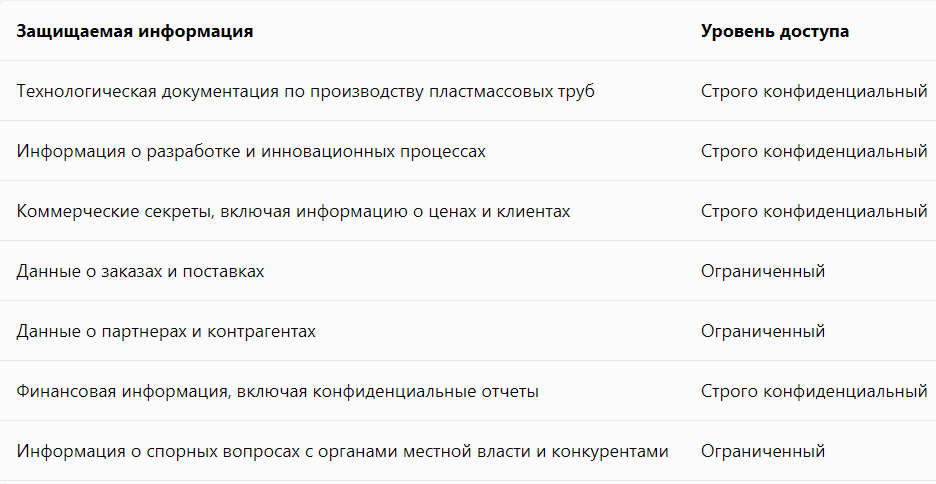 Защищаемая информация Уровень доступа
Технологическая документация по производству пластмассовых труб Строго конфиденциальный
Информация о разработке и инновационных процессах Строго конфиденциальный
Коммерческие секреты, включая информацию о ценах и клиентах Строго конфиденциальный
Данные о заказах и поставках Ограниченный
Данные о партнерах и контрагентах Ограниченный
Финансовая информация, включая конфиденциальные отчеты Строго конфиденциальный
Информация о спорных вопросах с органами местной власти и конкурентами Ограниченный